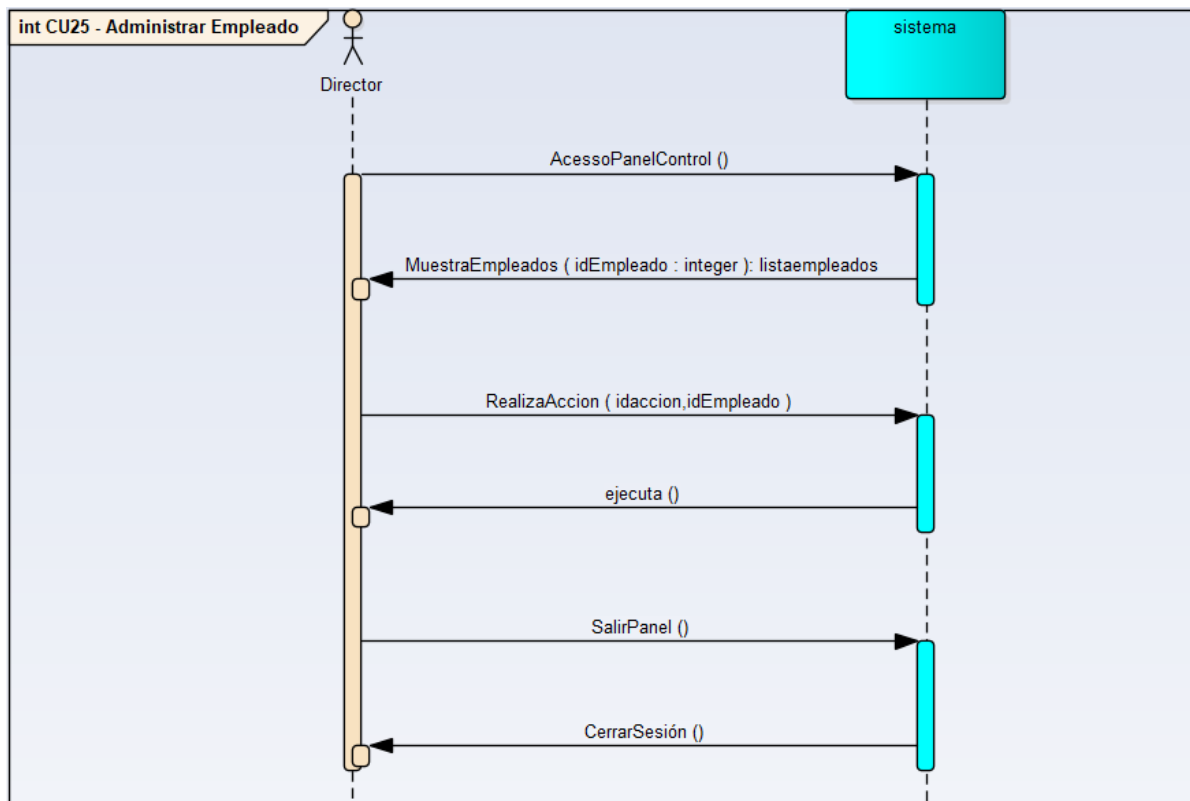 int CU25 - Administrar Empleado
sistema
Director
AcessoPanelControl ()
MuestraEmpleados ( idEmpleado : integer ): listaempleados
RealizaAccion ( idaccion,idEmpleado )
ejecuta ()
SalirPanel ()
CerrarSesión ()